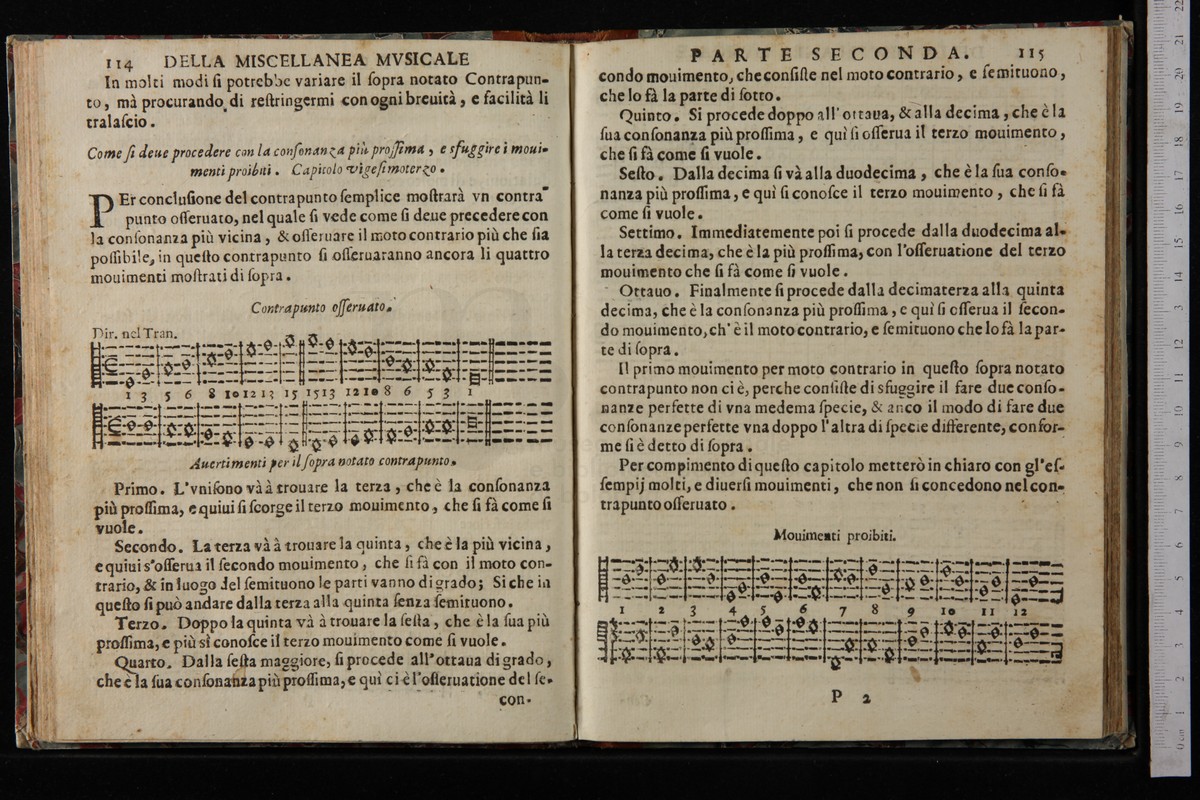 114 DELLA MISCELLANEA MVSICALE
In molti modi ſi potrebbe variare il ſopra notato Contrapun-
to, mà procurando di reſtringermi con ogni breuità, e facilità li
tralaſcio.
Come ſi deue procedere con la conſonanza più proſſima, e sfuggire i moui-
menti proibiti. Capitolo vigeſimoterzo.
PEr concluſione del contrapunto ſemplice moſtrarà vn contra
punto oſſeruato, nel quale ſi vede come ſi deue precedere con
la conſonanza più vicina, & oſſeruare il moto contrario più che ſia
poſſibile, in queſto contrapunto ſi oſſeruaranno ancora li quattro
mouimenti moſtrati di ſopra.
Contrapunto oſſeruato.
Dir. nel Tran.
1 3 5 6 8 10 12 13 15 15 13 12 10 8 6 5 3 1
Auertimenti per il ſopra notato contrapunto.
Primo. L'vniſono và à trouare la terza, che è la conſonanza
più proſſima, e quiui ſi ſcorge il terzo mouimento, che ſi fà come ſi
vuole.
Secondo. La terza và à trouare la quinta, che è la più vicina,
e quiui s'oſſerua il ſecondo mouimento, che ſi fà con il moto con-
trario, & in luogo del ſemituono le parti vanno di grado; Si che in
queſto ſi può andare dalla terza alla quinta ſenza ſemituono.
Terzo. Doppo la quinta và à trouare la ſeſta, che è la ſua più
proſſima, e più sì conoſce il terzo mouimento come ſi vuole.
Quarto. Dalla ſeſta maggiore, ſi procede all'ottaua di grado,
che è la ſua conſonanza più proſſima, e quì ci è l'oſſeruatione del ſe-
con-
PARTE SECONDA. 115
condo mouimento, che conſiſte nel moto contrario, e ſemituono,
che lo fà la parte di ſotto.
Quinto. Si procede doppo all'ottaua, & alla decima, che è la
ſua conſonanza più proſſima, e quì ſi oſſerua il terzo mouimento,
che ſi fà come ſi vuole.
Seſto. Dalla decima ſi và alla duodecima, che è la ſua conſo-
nanza più proſſima, e quì ſi conoſce il terzo mouimento, che ſi fà
come ſi vuole.
Settimo. Immediatemente poi ſi procede dalla duodecima al-
la terza decima, che è la più proſſima, con l'oſſeruatione del terzo
mouimento che ſi fà come ſi vuole.
Ottauo. Finalmente ſi procede dalla decimaterza alla quinta
decima, che è la conſonanza più proſſima, e quì ſi oſſerua il ſecon-
do mouimento, ch'è il moto contrario, e ſemituono che lo fà la par-
te di ſopra.
Il primo mouimento per moto contrario in queſto ſopra notato
contrapunto non ci è, perche conſiſte di sfuggire il fare due conſo-
nanze perfette di vna medema ſpecie, & anco il modo di fare due
conſonanze perfette vna doppo l'altra di ſpecie differente, confor-
me ſi è detto di ſopra.
Per compimento di queſto capitolo metterò in chiaro con gl'eſ-
ſempij molti, e diuerſi mouimenti, che non ſi concedono nel con-
trapunto oſſeruato.
Mouimenti proibiti.
1 2 3 4 5 6 7 8 9 10 11 12
P 2